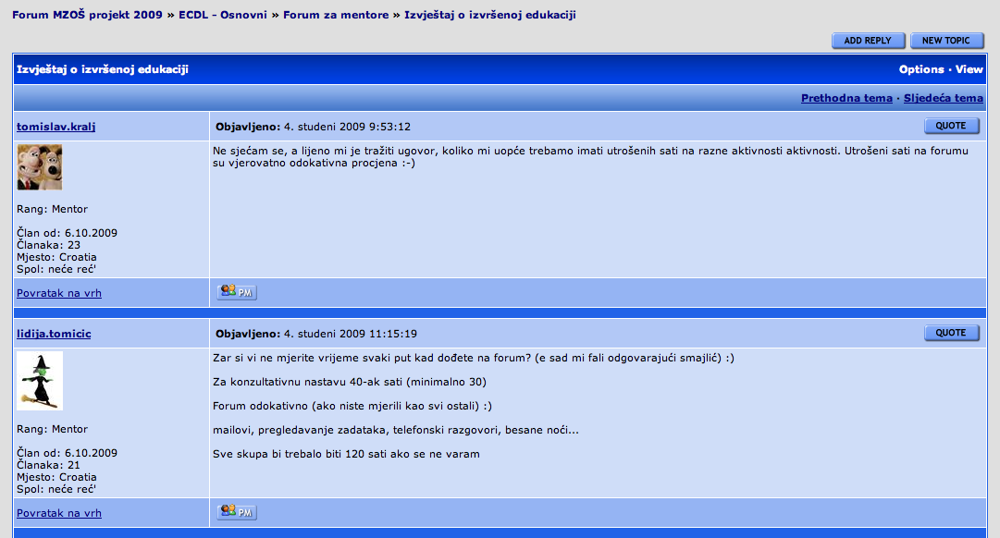 Forum MZOŠ projekt 2009 » ECDL - Osnovni » Forum za mentore » Izvještaj o izvršenoj edukaciji
ADD REPLY NEW TOPIC
Izvještaj o izvršenoj edukaciji Options · View
Prethodna tema · Sljedeća tema
tomislav.kralj Objavljeno: 4. studeni 2009 9:53:12 QUOTE
Ne sjećam se, a lijeno mi je tražiti ugovor, koliko mi uopće trebamo imati utrošenih sati na razne aktivnosti aktivnosti. Utrošeni sati na forumu
su vjerovatno odokativna procjena :-)
Rang: Mentor
Član od: 6.10.2009
Članaka: 23
Mjesto: Croatia
Spol: neće reć'
Povratak na vrh PM
lidija.tomicic Objavljeno: 4. studeni 2009 11:15:19 QUOTE
Zar si vi ne mjerite vrijeme svaki put kad dođete na forum? (e sad mi fali odgovarajući smajlić) :)
Za konzultativnu nastavu 40-ak sati (minimalno 30)
Forum odokativno (ako niste mjerili kao svi ostali) :)
mailovi, pregledavanje zadataka, telefonski razgovori, besane noći...
Sve skupa bi trebalo biti 120 sati ako se ne varam
Rang: Mentor
Član od: 6.10.2009
Članaka: 21
Mjesto: Croatia
Spol: neće reć'
Povratak na vrh PM